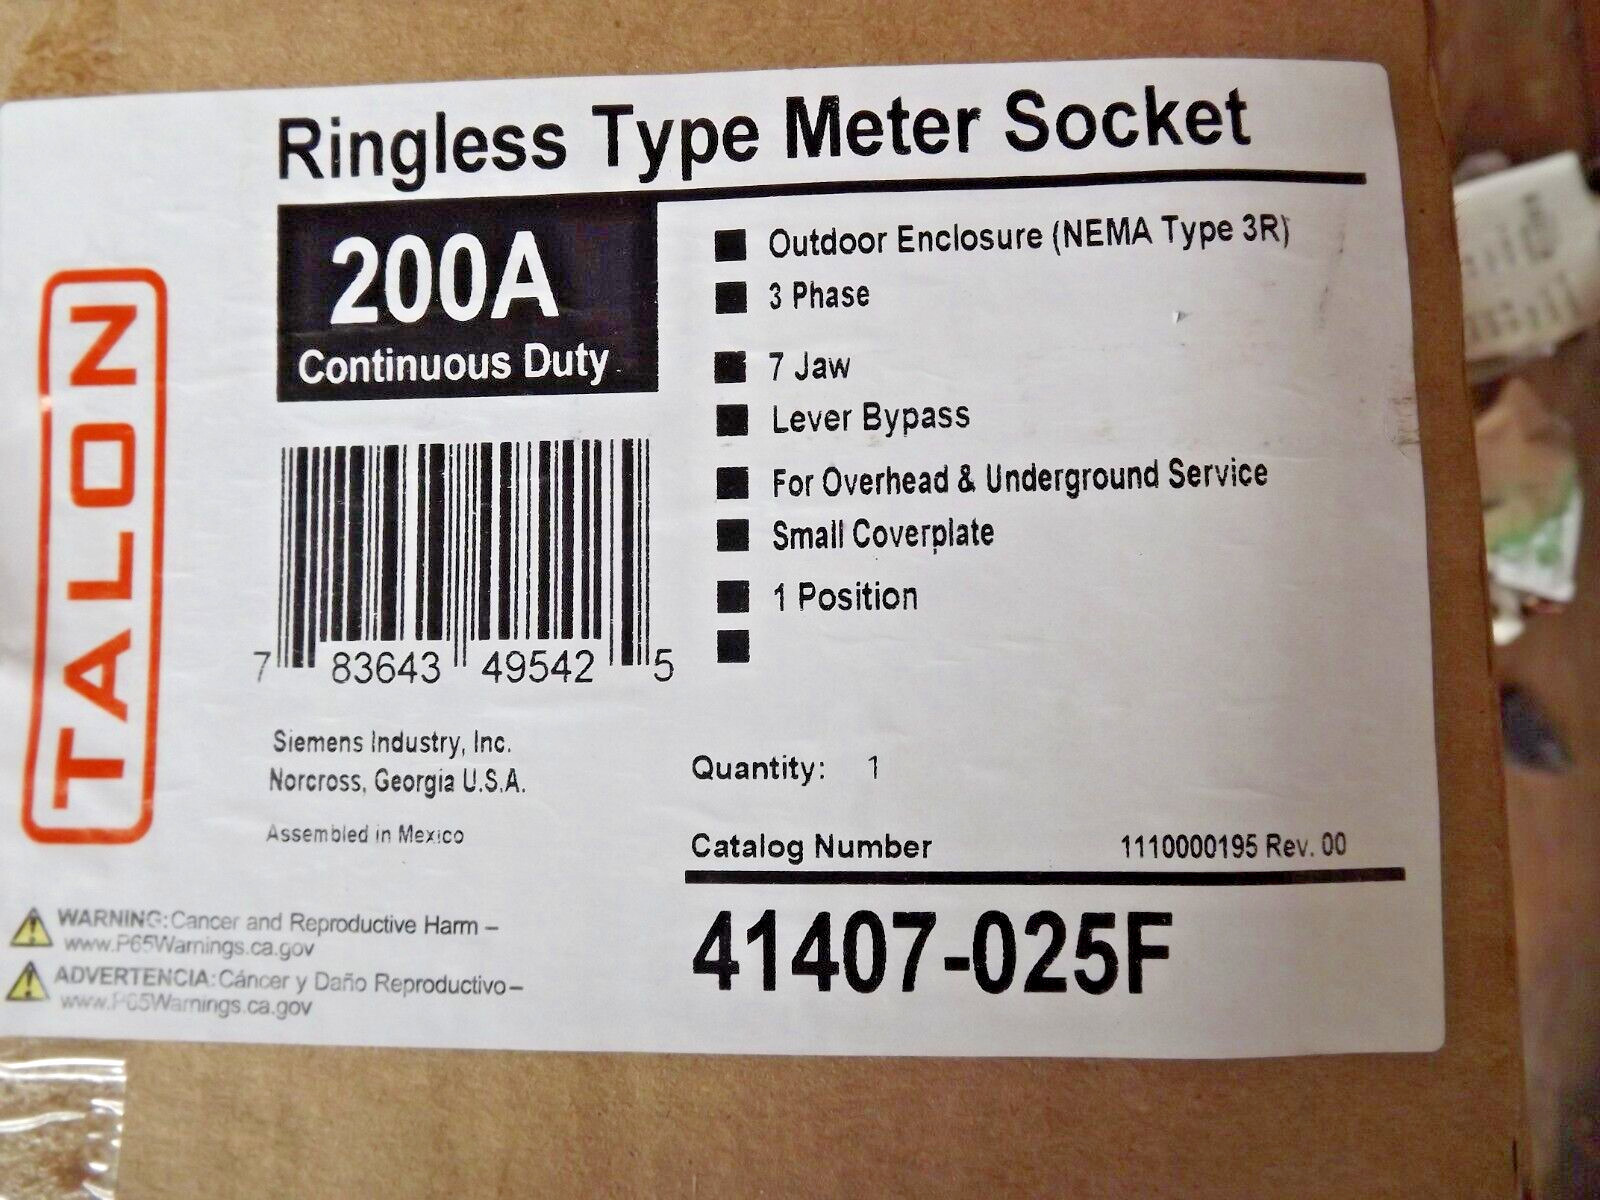 Ringless Type Meter Socket
TALON
200A
Continuous Duty
Outdoor Enclosure (NEMA Type 3R)
3 Phase
7 Jaw
Lever Bypass
For Overhead & Underground Service
Small Coverplate
1 Position
7 83643 49542 5
Siemens Industry, Inc.
Norcross, Georgia U.S.A.
Assembled in Mexico
Quantity: 1
Catalog Number 1110000195 Rev. 00
41407-025F
WARNING: Cancer and Reproductive Harm –
www.P65Warnings.ca.gov
ADVERTENCIA: Cáncer y Daño Reproductivo–
www.P65Warnings.ca.gov